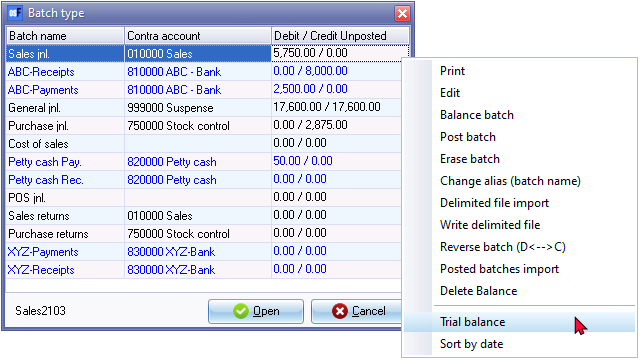 Batch type
Batch name Contra account Debit / Credit Unposted
Sales jnl. 010000 Sales 5,750.00 / 0.00
ABC-Receipts 810000 ABC - Bank 0.00 / 8,000.00
ABC-Payments 810000 ABC - Bank 2,500.00 / 0.00
General jnl. 999000 Suspense 17,600.00 / 17,600.00
Purchase jnl. 750000 Stock control 0.00 / 2,875.00
Cost of sales 0.00 / 0.00
Petty cash Pay. 820000 Petty cash 50.00 / 0.00
Petty cash Rec. 820000 Petty cash 0.00 / 0.00
POS jnl. 0.00 / 0.00
Sales returns 010000 Sales 0.00 / 0.00
Purchase returns 750000 Stock control 0.00 / 0.00
XYZ-Payments 830000 XYZ-Bank 0.00 / 0.00
XYZ-Receipts 830000 XYZ-Bank 0.00 / 0.00
Sales2103 Open Cancel
Print
Edit
Balance batch
Post batch
Erase batch
Change alias (batch name)
Delimited file import
Write delimited file
Reverse batch (D<-->C)
Posted batches import
Delete Balance
Trial balance
Sort by date